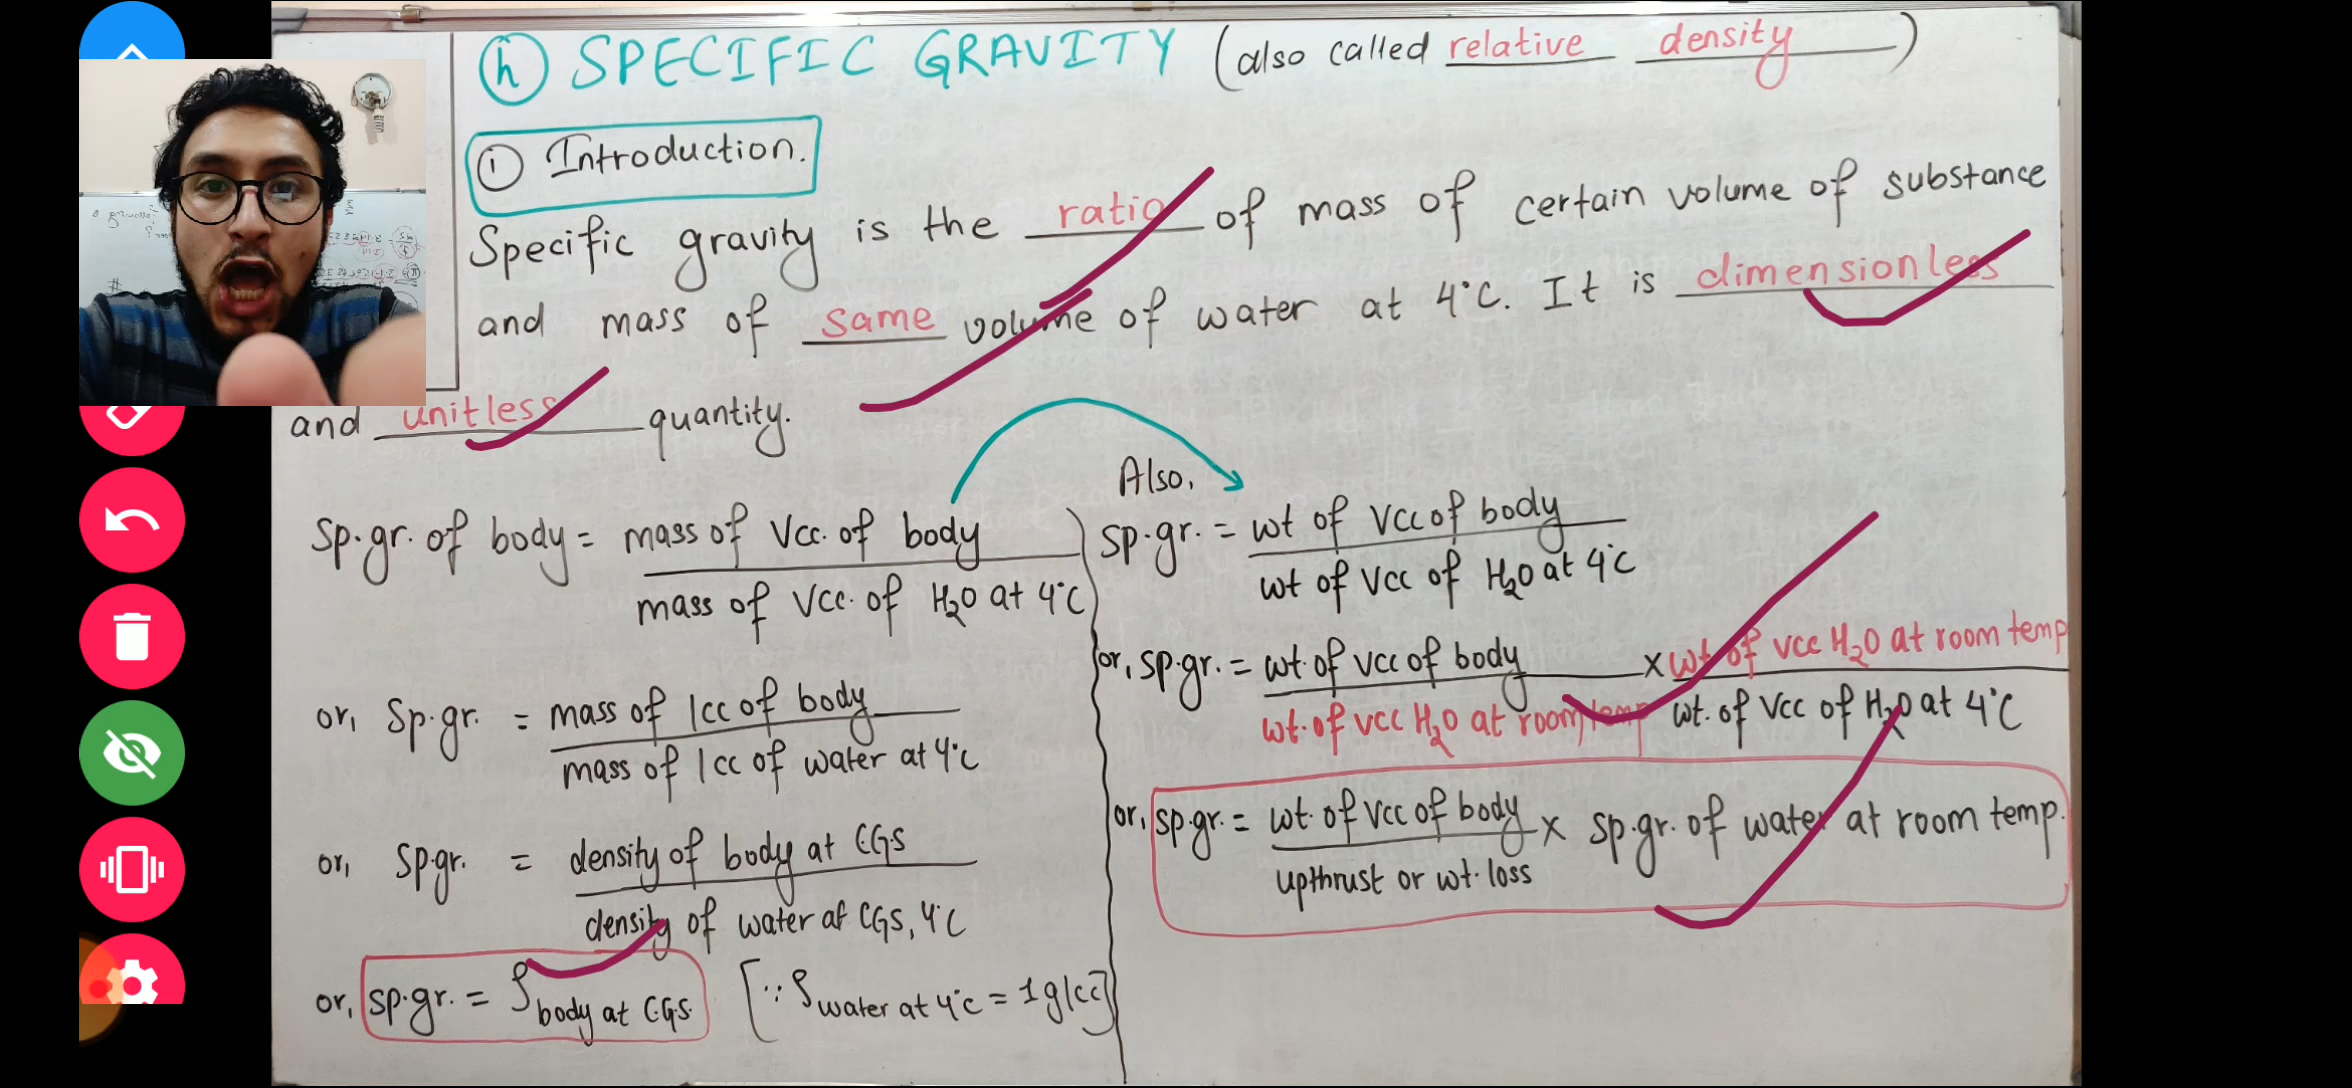 (h) SPECIFIC GRAVITY (also called relative density)
(i) Introduction.
Specific gravity is the ratio of mass of certain volume of substance
and mass of same volume of water at 4°C. It is dimensionless
and unitless quantity.
Sp.gr. of body = mass of Vcc. of body / mass of Vcc. of H₂O at 4°C
or, Sp.gr. = mass of 1cc of body / mass of 1cc of water at 4°C
or, Sp.gr. = density of body at CGS / density of water at CGS, 4°C
or, sp.gr. = ρ body at C.G.S. [∵ ρ water at 4°C = 1g/cc]
Also,
sp.gr. = wt of Vcc of body / wt of Vcc of H₂O at 4°C
or, sp.gr. = wt. of vcc of body / wt. of vcc H₂O at room temp x wt. of vcc H₂O at room temp / wt. of Vcc of H₂O at 4°C
or, sp.gr. = wt. of Vcc of body / upthrust or wt. loss x sp.gr. of water at room temp.